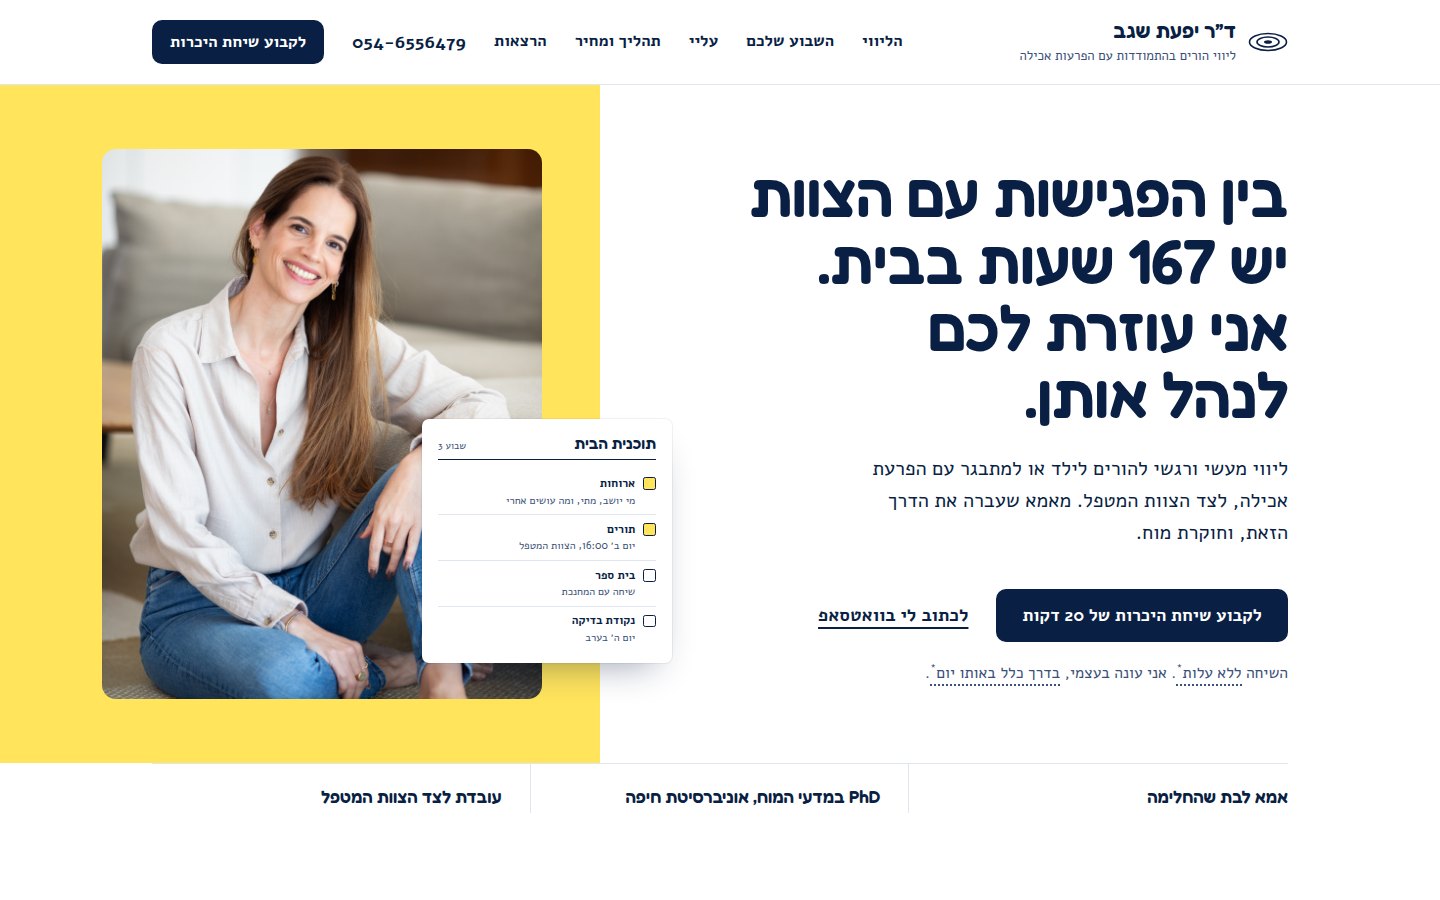 ד״ר יפעת שגב
ליווי הורים בהתמודדות עם הפרעות אכילה
הליווי
השבוע שלכם
עליי
תהליך ומחיר
הרצאות
054-6556479
לקבוע שיחת היכרות
בין הפגישות עם הצוות
יש 167 שעות בבית.
אני עוזרת לכם
לנהל אותן.
ליווי מעשי ורגשי להורים לילד או למתבגר עם הפרעת
אכילה, לצד הצוות המטפל. מאמא שעברה את הדרך
הזאת, וחוקרת מוח.
לקבוע שיחת היכרות של 20 דקות
לכתוב לי בוואטסאפ
השיחה ללא עלות*. אני עונה בעצמי, בדרך כלל באותו יום*.
תוכנית הבית
שבוע 3
ארוחות
מי יושב, מתי, ומה עושים אחרי
תורים
יום ב׳ 16:00, הצוות המטפל
בית ספר
שיחה עם המחנכת
נקודת בדיקה
יום ה׳ בערב
אמא לבת שהחלימה
PhD במדעי המוח, אוניברסיטת חיפה
עובדת לצד הצוות המטפל